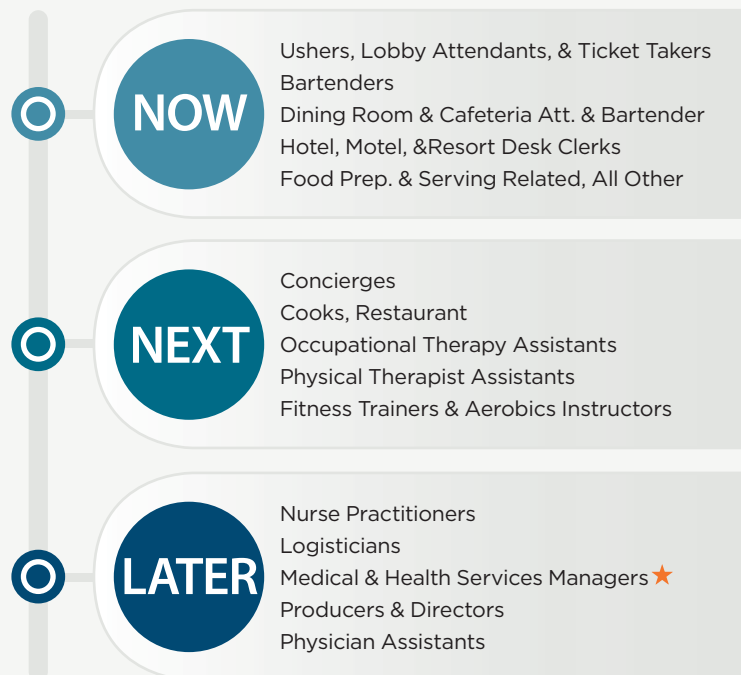 NOW
Ushers, Lobby Attendants, & Ticket Takers
Bartenders
Dining Room & Cafeteria Att. & Bartender
Hotel, Motel, &Resort Desk Clerks
Food Prep. & Serving Related, All Other
NEXT
Concierges
Cooks, Restaurant
Occupational Therapy Assistants
Physical Therapist Assistants
Fitness Trainers & Aerobics Instructors
LATER
Nurse Practitioners
Logisticians
Medical & Health Services Managers
Producers & Directors
Physician Assistants